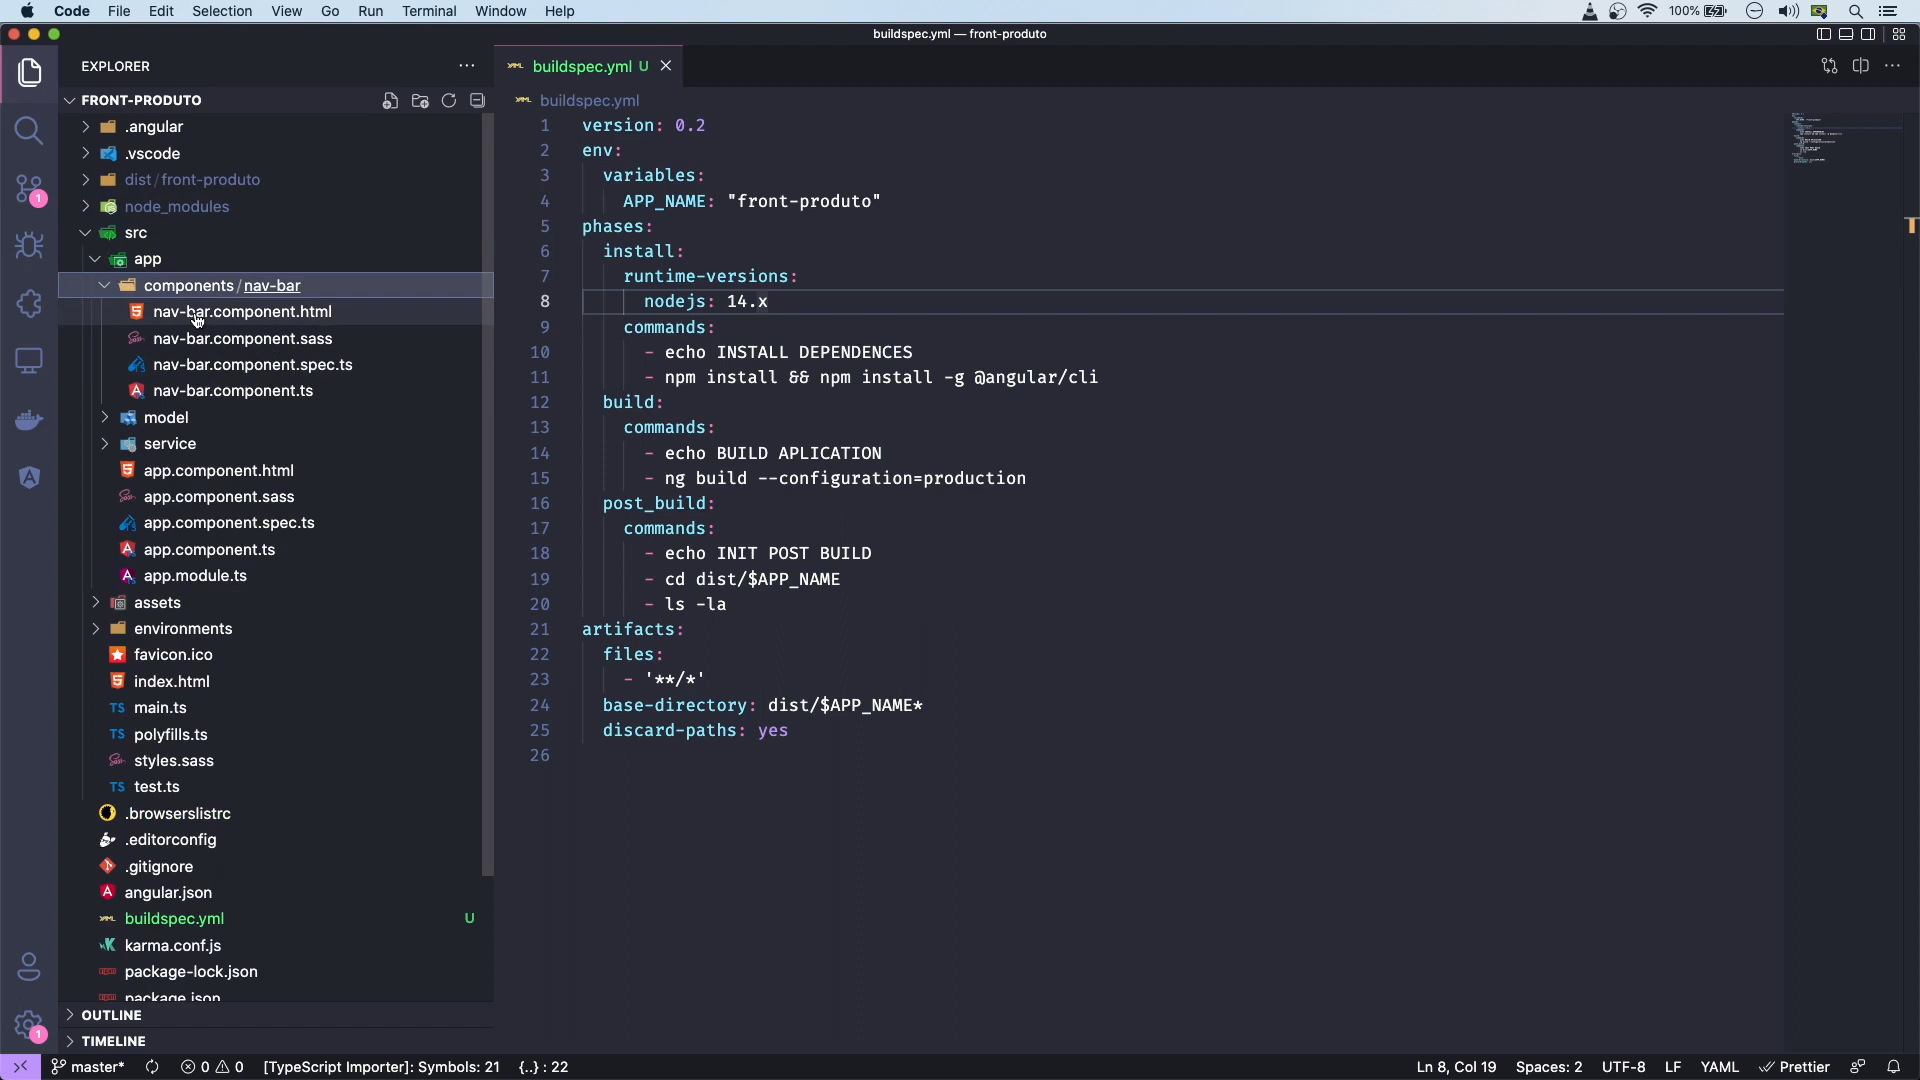 Code File Edit Selection View Go Run Terminal Window Help 100%
buildspec.yml — front-produto
EXPLORER
FRONT-PRODUTO
.angular
.vscode
dist/front-produto
node_modules
src
app
components/nav-bar
nav-bar.component.html
nav-bar.component.sass
nav-bar.component.spec.ts
nav-bar.component.ts
model
service
app.component.html
app.component.sass
app.component.spec.ts
app.component.ts
app.module.ts
assets
environments
favicon.ico
index.html
TS main.ts
TS polyfills.ts
styles.sass
TS test.ts
.browserslistrc
.editorconfig
.gitignore
angular.json
buildspec.yml U
karma.conf.js
package-lock.json
package.json
OUTLINE
TIMELINE
1
1
buildspec.yml U
buildspec.yml
1 version: 0.2
2 env:
3 variables:
4 APP_NAME: "front-produto"
5 phases:
6 install:
7 runtime-versions:
8 nodejs: 14.x
9 commands:
10 - echo INSTALL DEPENDENCES
11 - npm install && npm install -g @angular/cli
12 build:
13 commands:
14 - echo BUILD APLICATION
15 - ng build --configuration=production
16 post_build:
17 commands:
18 - echo INIT POST BUILD
19 - cd dist/$APP_NAME
20 - ls -la
21 artifacts:
22 files:
23 - '**/*'
24 base-directory: dist/$APP_NAME*
25 discard-paths: yes
26
master* 0 0 [TypeScript Importer]: Symbols: 21 {..} : 22 Ln 8, Col 19 Spaces: 2 UTF-8 LF YAML Prettier